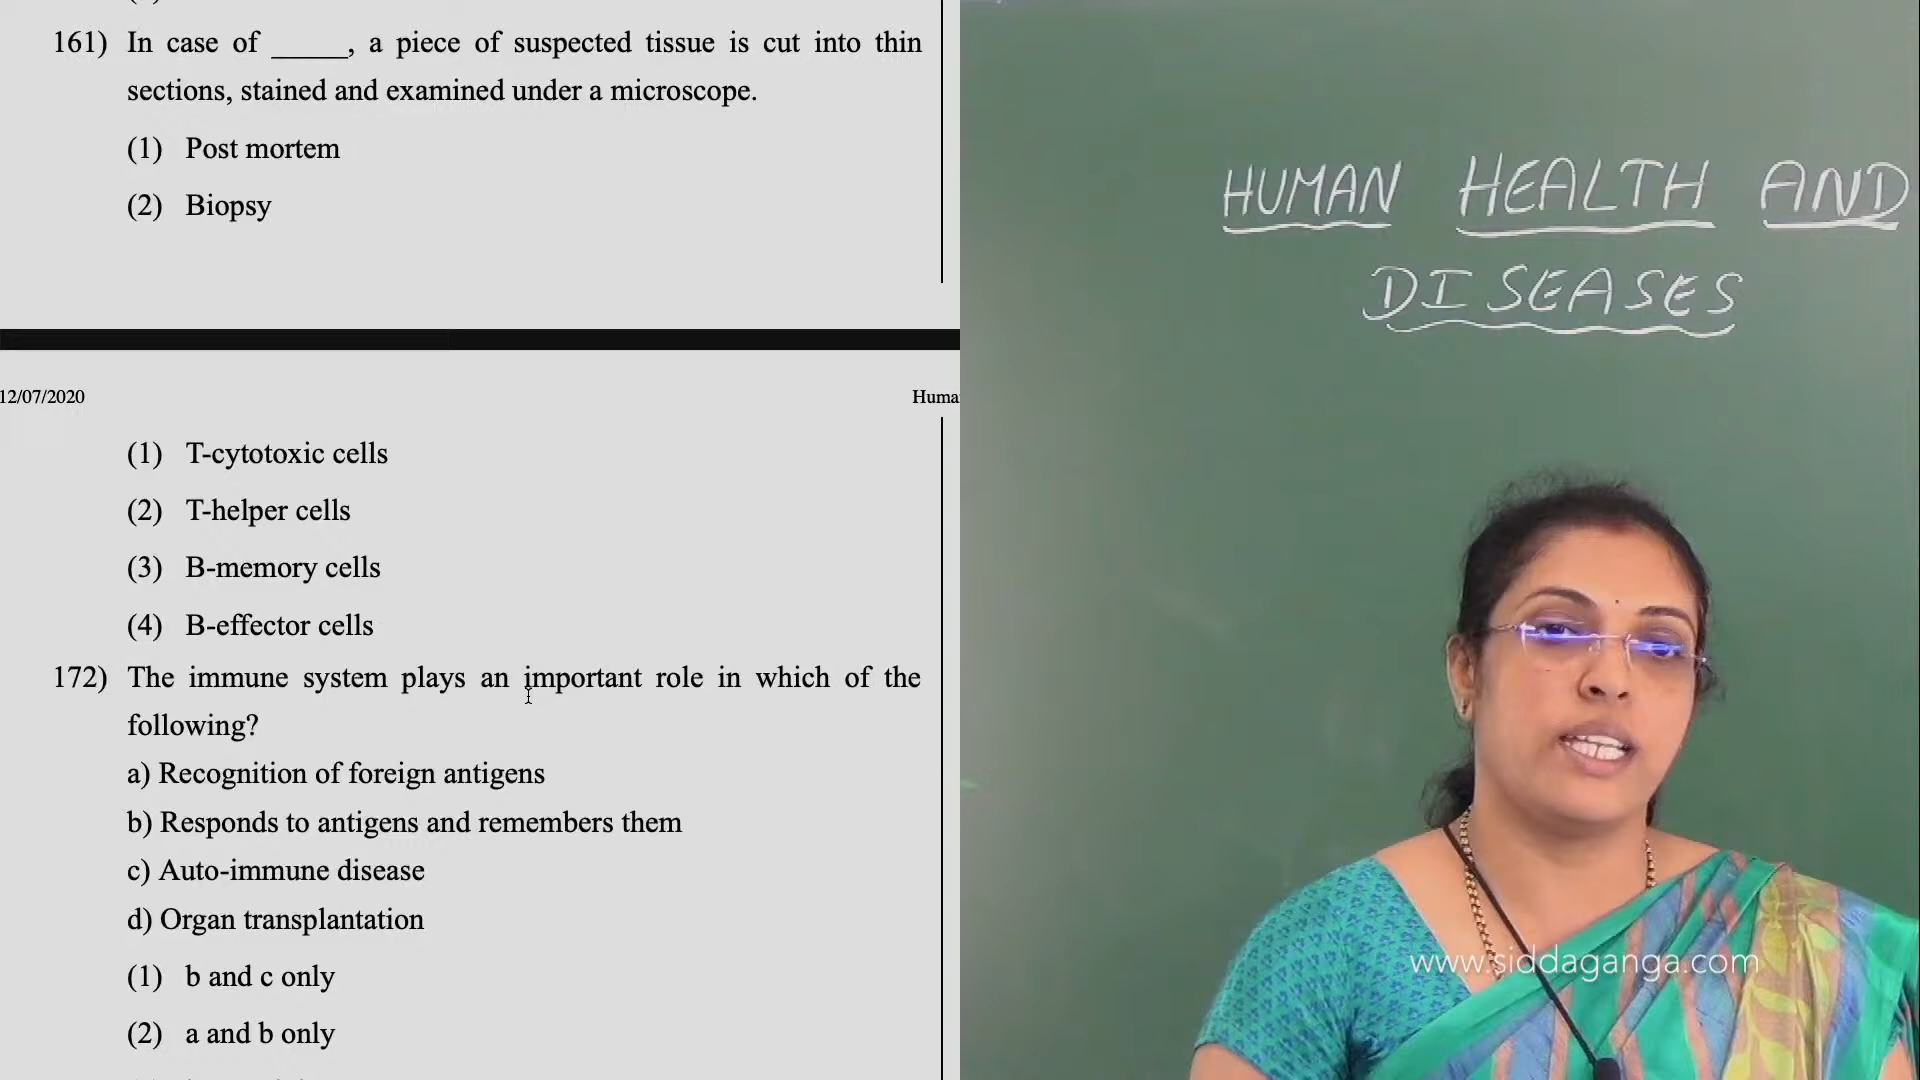 161) In case of _____, a piece of suspected tissue is cut into thin
sections, stained and examined under a microscope.
(1) Post mortem
(2) Biopsy
12/07/2020 Huma
(1) T-cytotoxic cells
(2) T-helper cells
(3) B-memory cells
(4) B-effector cells
172) The immune system plays an important role in which of the
following?
a) Recognition of foreign antigens
b) Responds to antigens and remembers them
c) Auto-immune disease
d) Organ transplantation
(1) b and c only
(2) a and b only
HUMAN HEALTH AND
DISEASES
www.siddaganga.com